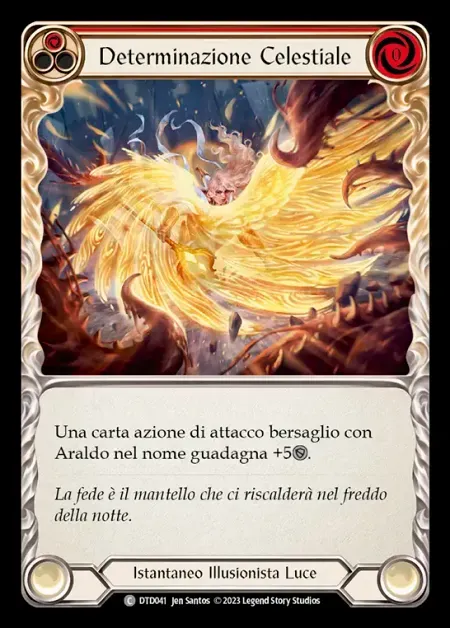 Determinazione Celestiale
0
Una carta azione di attacco bersaglio con
Araldo nel nome guadagna +5.
La fede è il mantello che ci riscalderà nel freddo
della notte.
Istantaneo Illusionista Luce
C DTD041 Jen Santos ©2023 Legend Story Studios